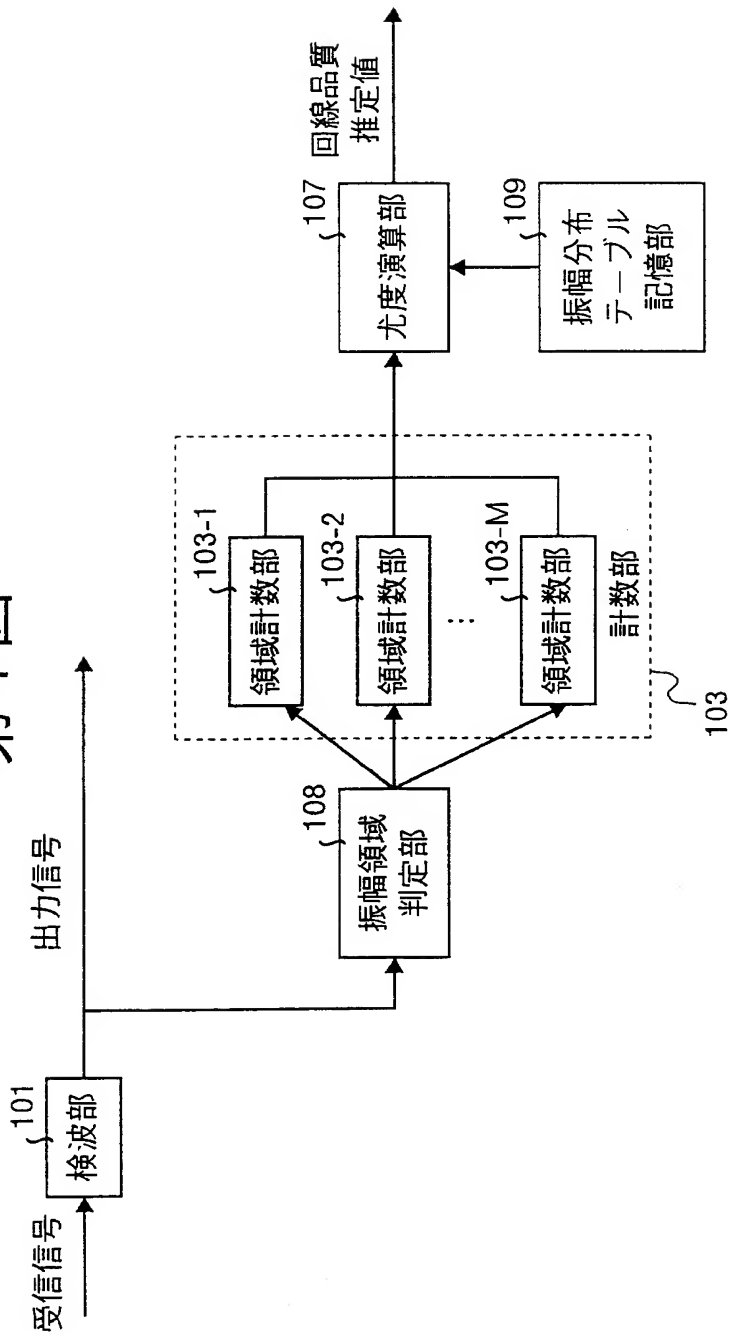 受信信号
101
検波部
出力信号
108
振幅領域
判定部
103-1
領域計数部
103-2
領域計数部
⋮
103-M
領域計数部
計数部
103
107
尤度演算部
109
振幅分布
テーブル
記憶部
回線品質
推定値